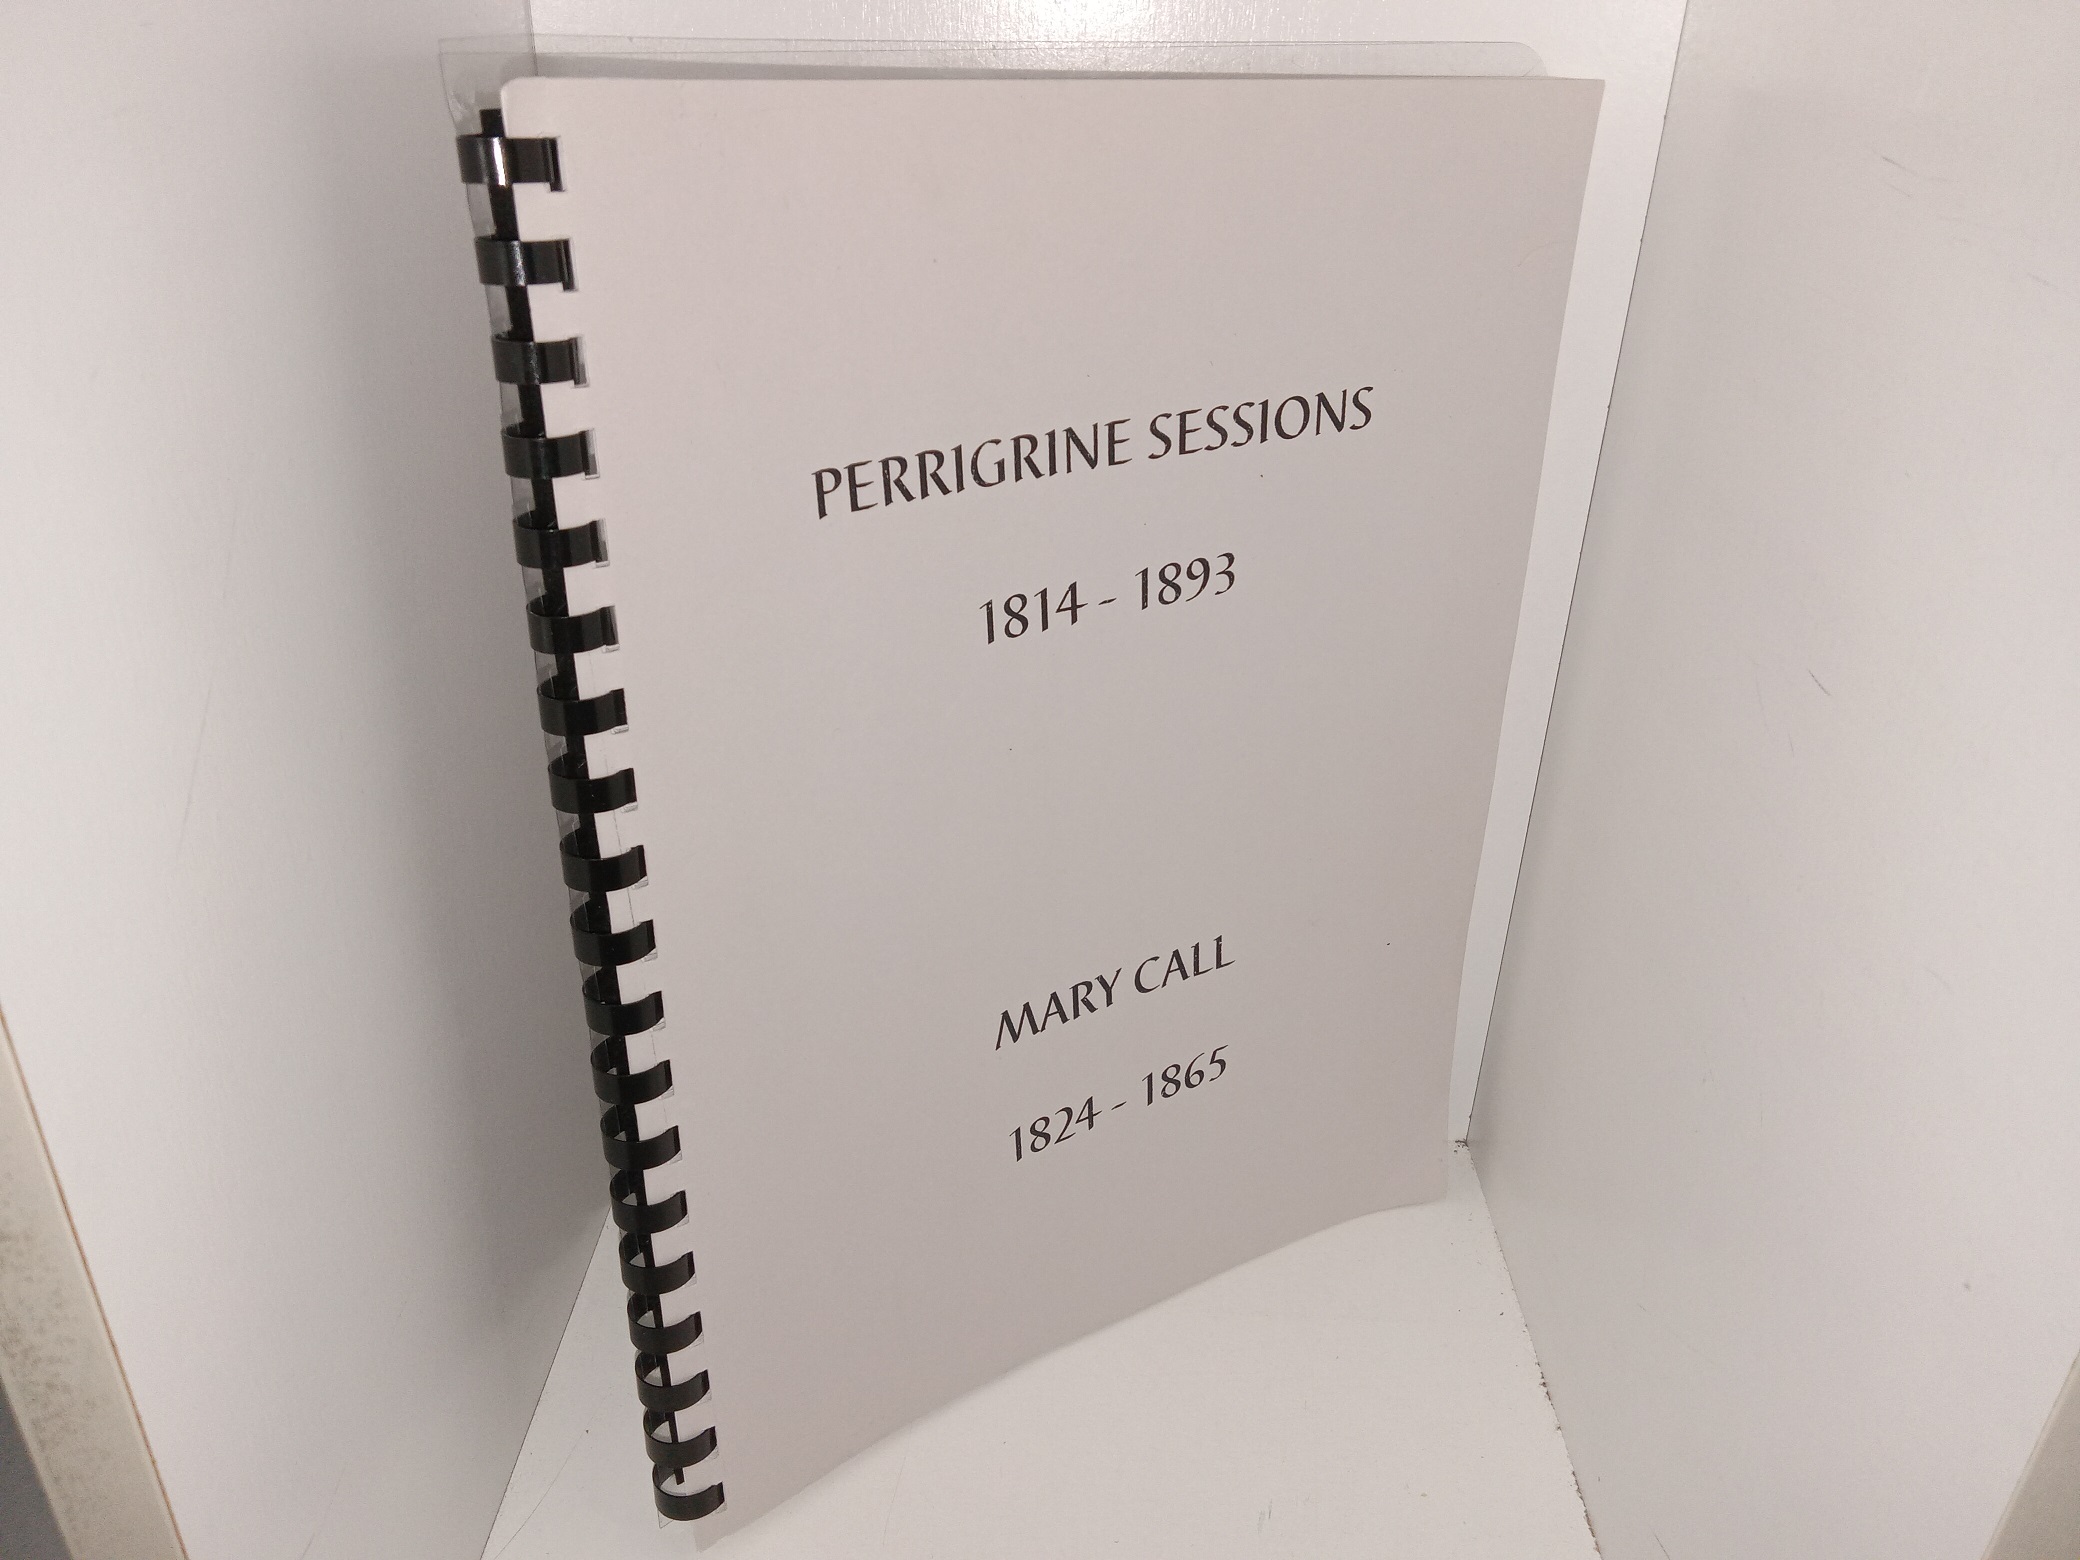 PERRIGRINE SESSIONS
1814 - 1893
MARY CALL
1824 - 1865